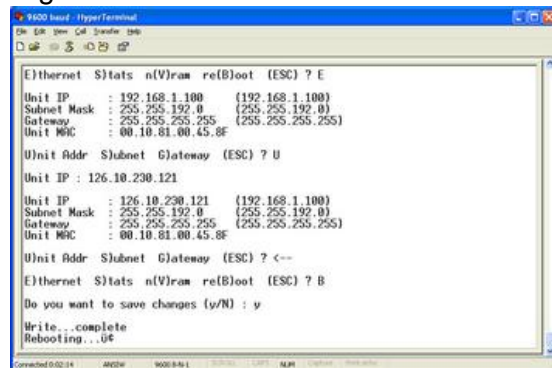 9600 baud - HyperTerminal
File Edit View Call Transfer Help
E)thernet S)tats n(V)ram re(B)oot (ESC) ? E
Unit IP : 192.168.1.100 (192.168.1.100)
Subnet Mask : 255.255.192.0 (255.255.192.0)
Gateway : 255.255.255.255 (255.255.255.255)
Unit MAC : 00.10.81.00.45.8F
U)nit Addr S)ubnet G)ateway (ESC) ? U
Unit IP : 126.10.230.121
Unit IP : 126.10.230.121 (192.168.1.100)
Subnet Mask : 255.255.192.0 (255.255.192.0)
Gateway : 255.255.255.255 (255.255.255.255)
Unit MAC : 00.10.81.00.45.8F
U)nit Addr S)ubnet G)ateway (ESC) ? <--
E)thernet S)tats n(V)ram re(B)oot (ESC) ? B
Do you want to save changes (y/N) : y
Write...complete
Rebooting...ü¢
Connected 0:02:14 ANSIW 9600 8-N-1 SCROLL CAPS NUM Capture Print echo